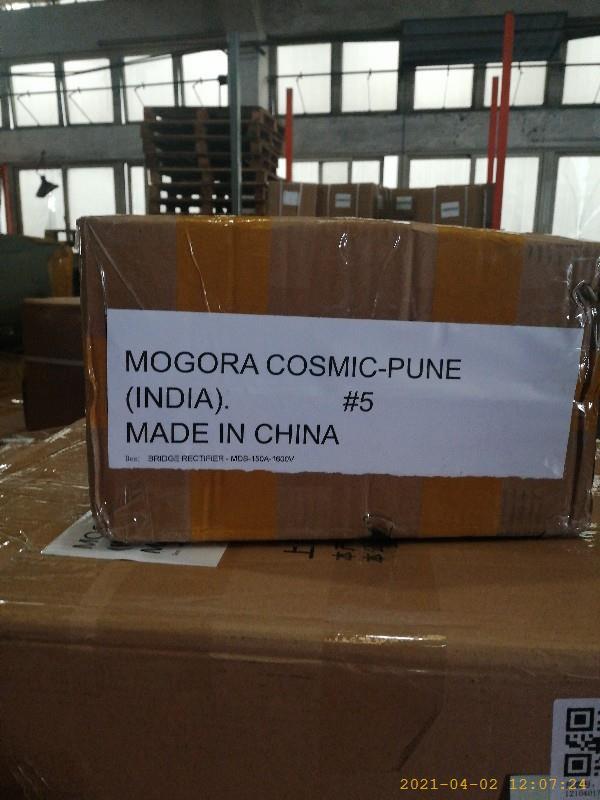 MOGORA COSMIC-PUNE
(INDIA). #5
MADE IN CHINA
BRIDGE RECTIFIER - MDS-150A-1600V
上
2021-04-02 12:07:24